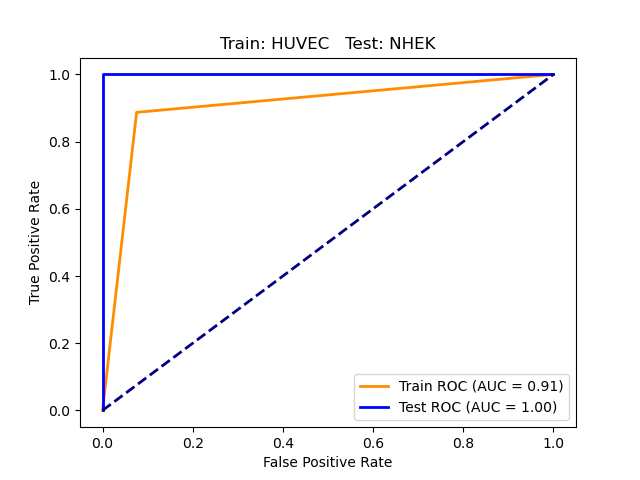 Train: HUVEC   Test: NHEK
True Positive Rate
1.0
0.8
0.6
0.4
0.2
0.0
Train ROC (AUC = 0.91)
Test ROC (AUC = 1.00)
0.0 0.2 0.4 0.6 0.8 1.0
False Positive Rate